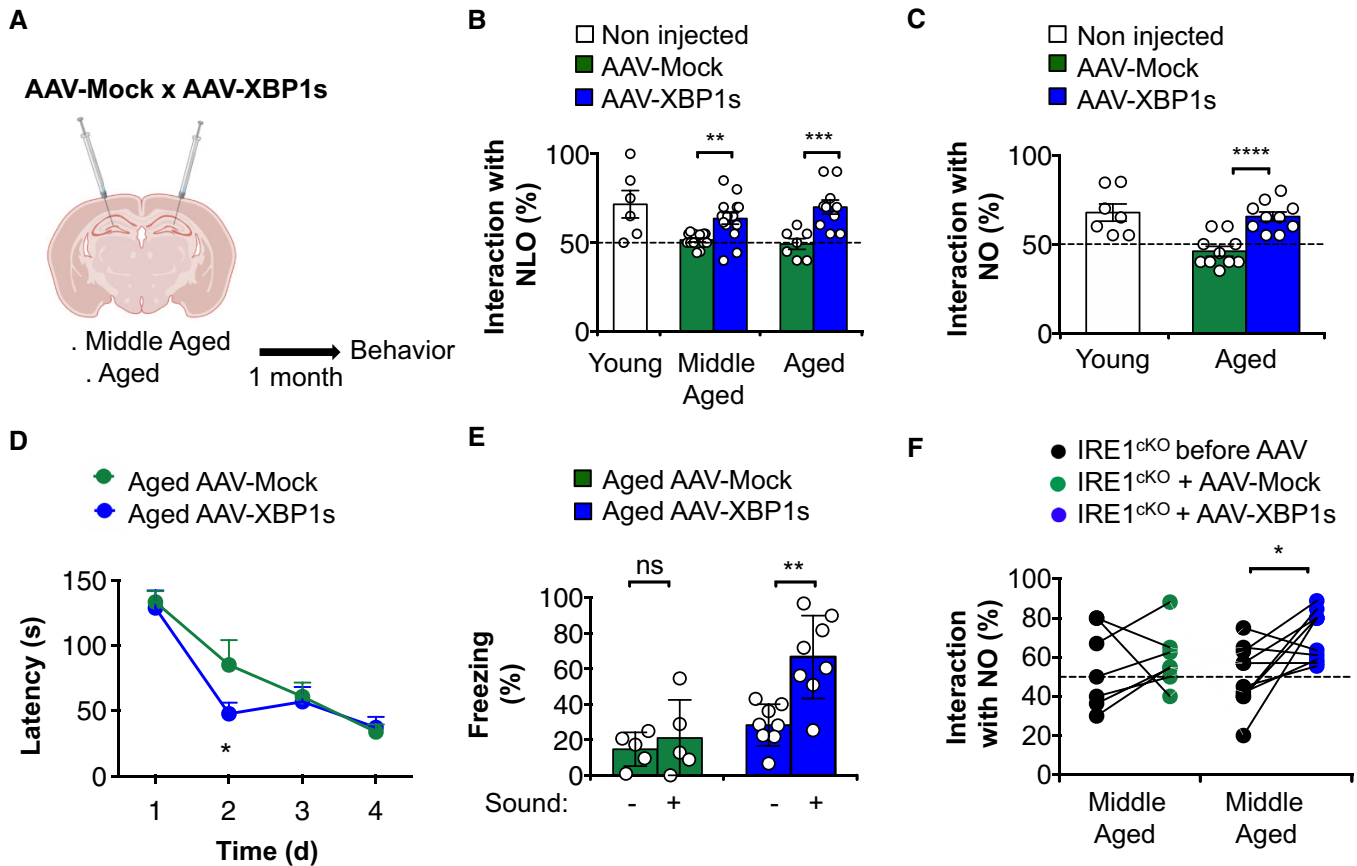 A
AAV-Mock x AAV-XBP1s
. Middle Aged
. Aged
1 month
Behavior
B
Non injected
AAV-Mock
AAV-XBP1s
Interaction with
NLO (%)
100
50
0
**
***
Young
Middle
Aged
Aged
C
Non injected
AAV-Mock
AAV-XBP1s
Interaction with
NO (%)
100
50
0
****
Young
Aged
D
Aged AAV-Mock
Aged AAV-XBP1s
Latency (s)
150
100
50
0
*
1 2 3 4
Time (d)
E
Aged AAV-Mock
Aged AAV-XBP1s
Freezing
(%)
100
80
60
40
20
0
ns
**
Sound: - + - +
F
IRE1cKO before AAV
IRE1cKO + AAV-Mock
IRE1cKO + AAV-XBP1s
Interaction
with NO (%)
100
80
60
40
20
0
*
Middle
Aged
Middle
Aged